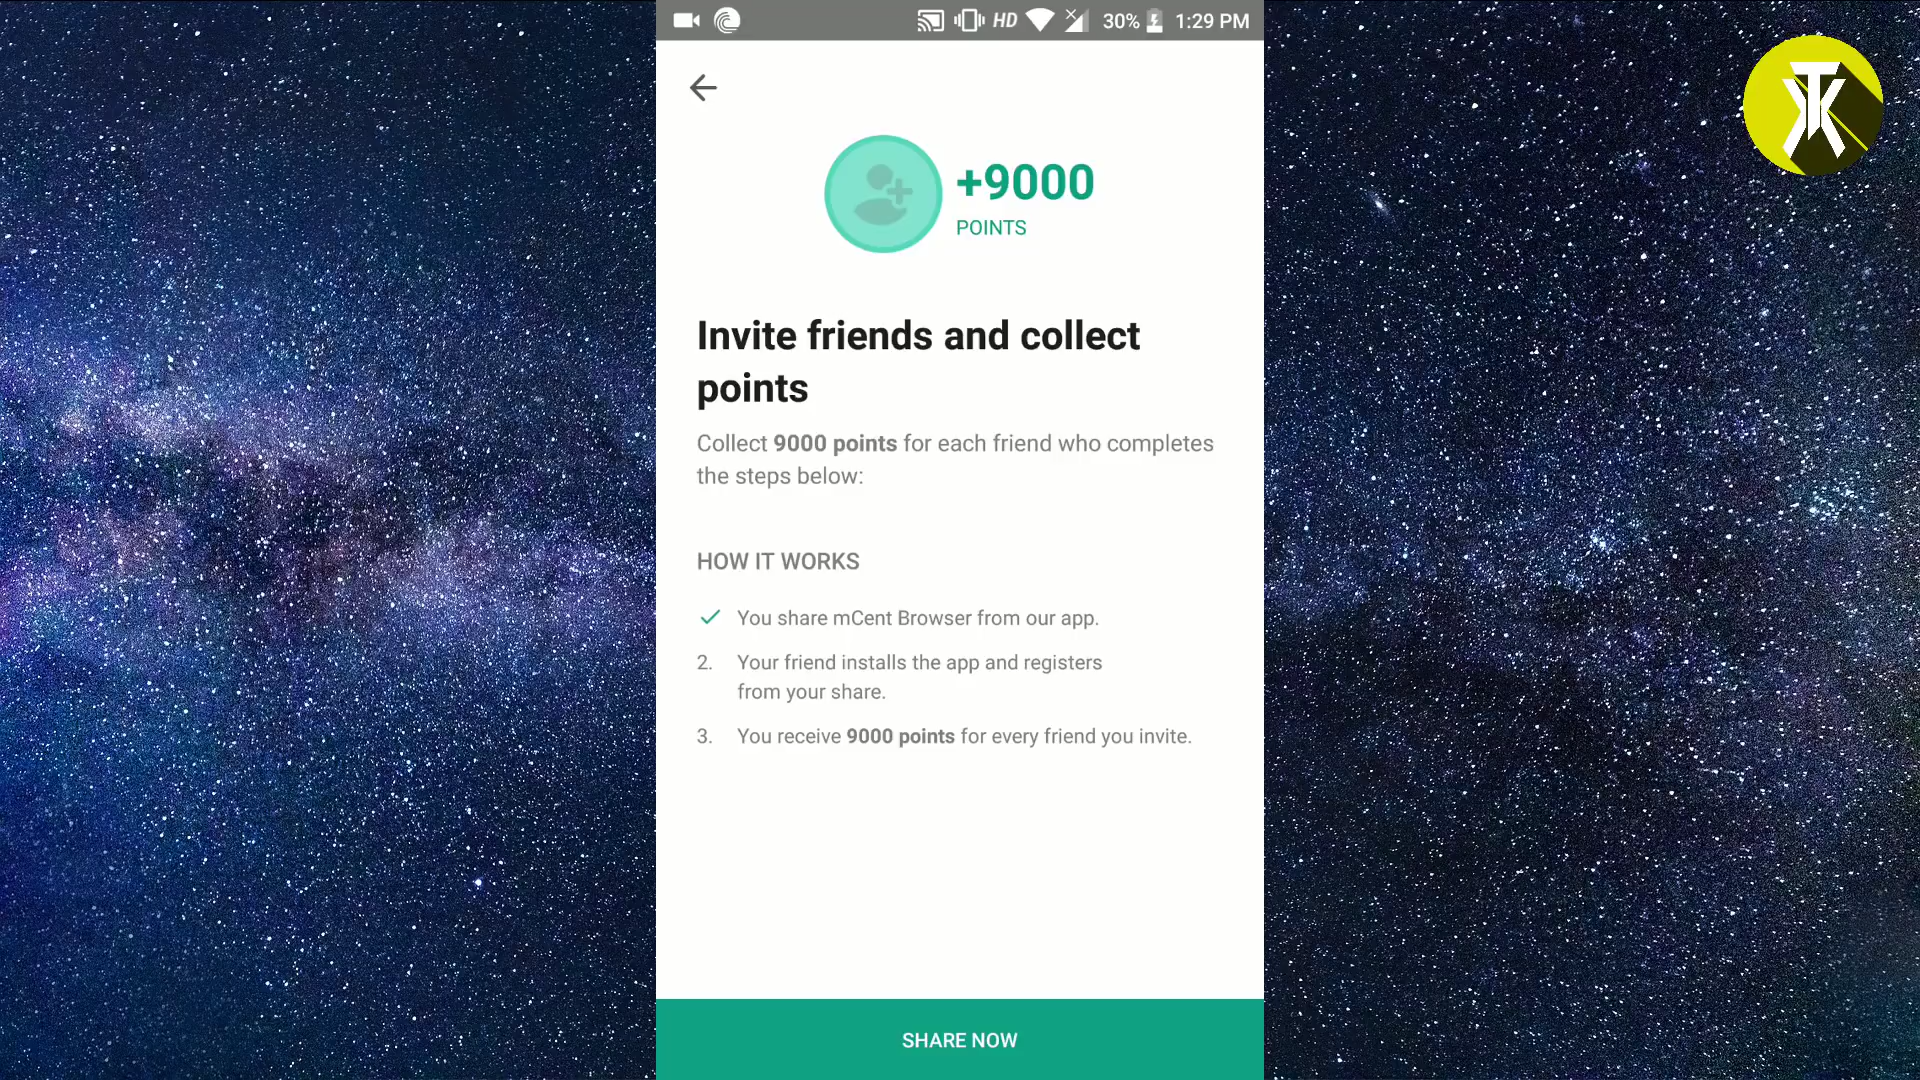 HD 30% 1:29 PM
+9000
POINTS
Invite friends and collect
points
Collect 9000 points for each friend who completes
the steps below:
HOW IT WORKS
You share mCent Browser from our app.
2. Your friend installs the app and registers
from your share.
3. You receive 9000 points for every friend you invite.
SHARE NOW